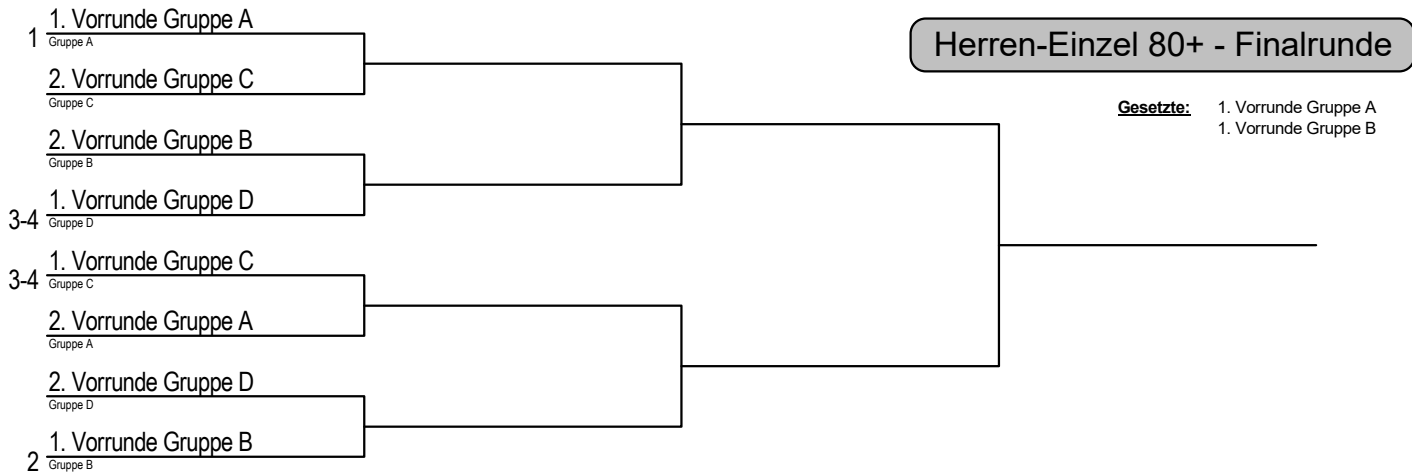 1. Vorrunde Gruppe A
1
Gruppe A
2. Vorrunde Gruppe C
Gruppe C
2. Vorrunde Gruppe B
Gruppe B
1. Vorrunde Gruppe D
3-4
Gruppe D
1. Vorrunde Gruppe C
3-4
Gruppe C
2. Vorrunde Gruppe A
Gruppe A
2. Vorrunde Gruppe D
Gruppe D
1. Vorrunde Gruppe B
2
Gruppe B
Herren-Einzel 80+ - Finalrunde
Gesetzte: 1. Vorrunde Gruppe A
1. Vorrunde Gruppe B